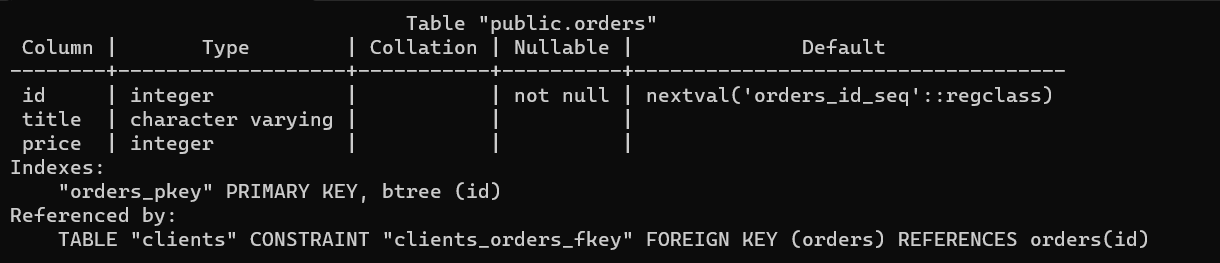 Table "public.orders"
Column | Type | Collation | Nullable | Default
--------+-------------------+-----------+----------+------------------------------------
id | integer | | not null | nextval('orders_id_seq'::regclass)
title | character varying | | |
price | integer | | |
Indexes:
"orders_pkey" PRIMARY KEY, btree (id)
Referenced by:
TABLE "clients" CONSTRAINT "clients_orders_fkey" FOREIGN KEY (orders) REFERENCES orders(id)